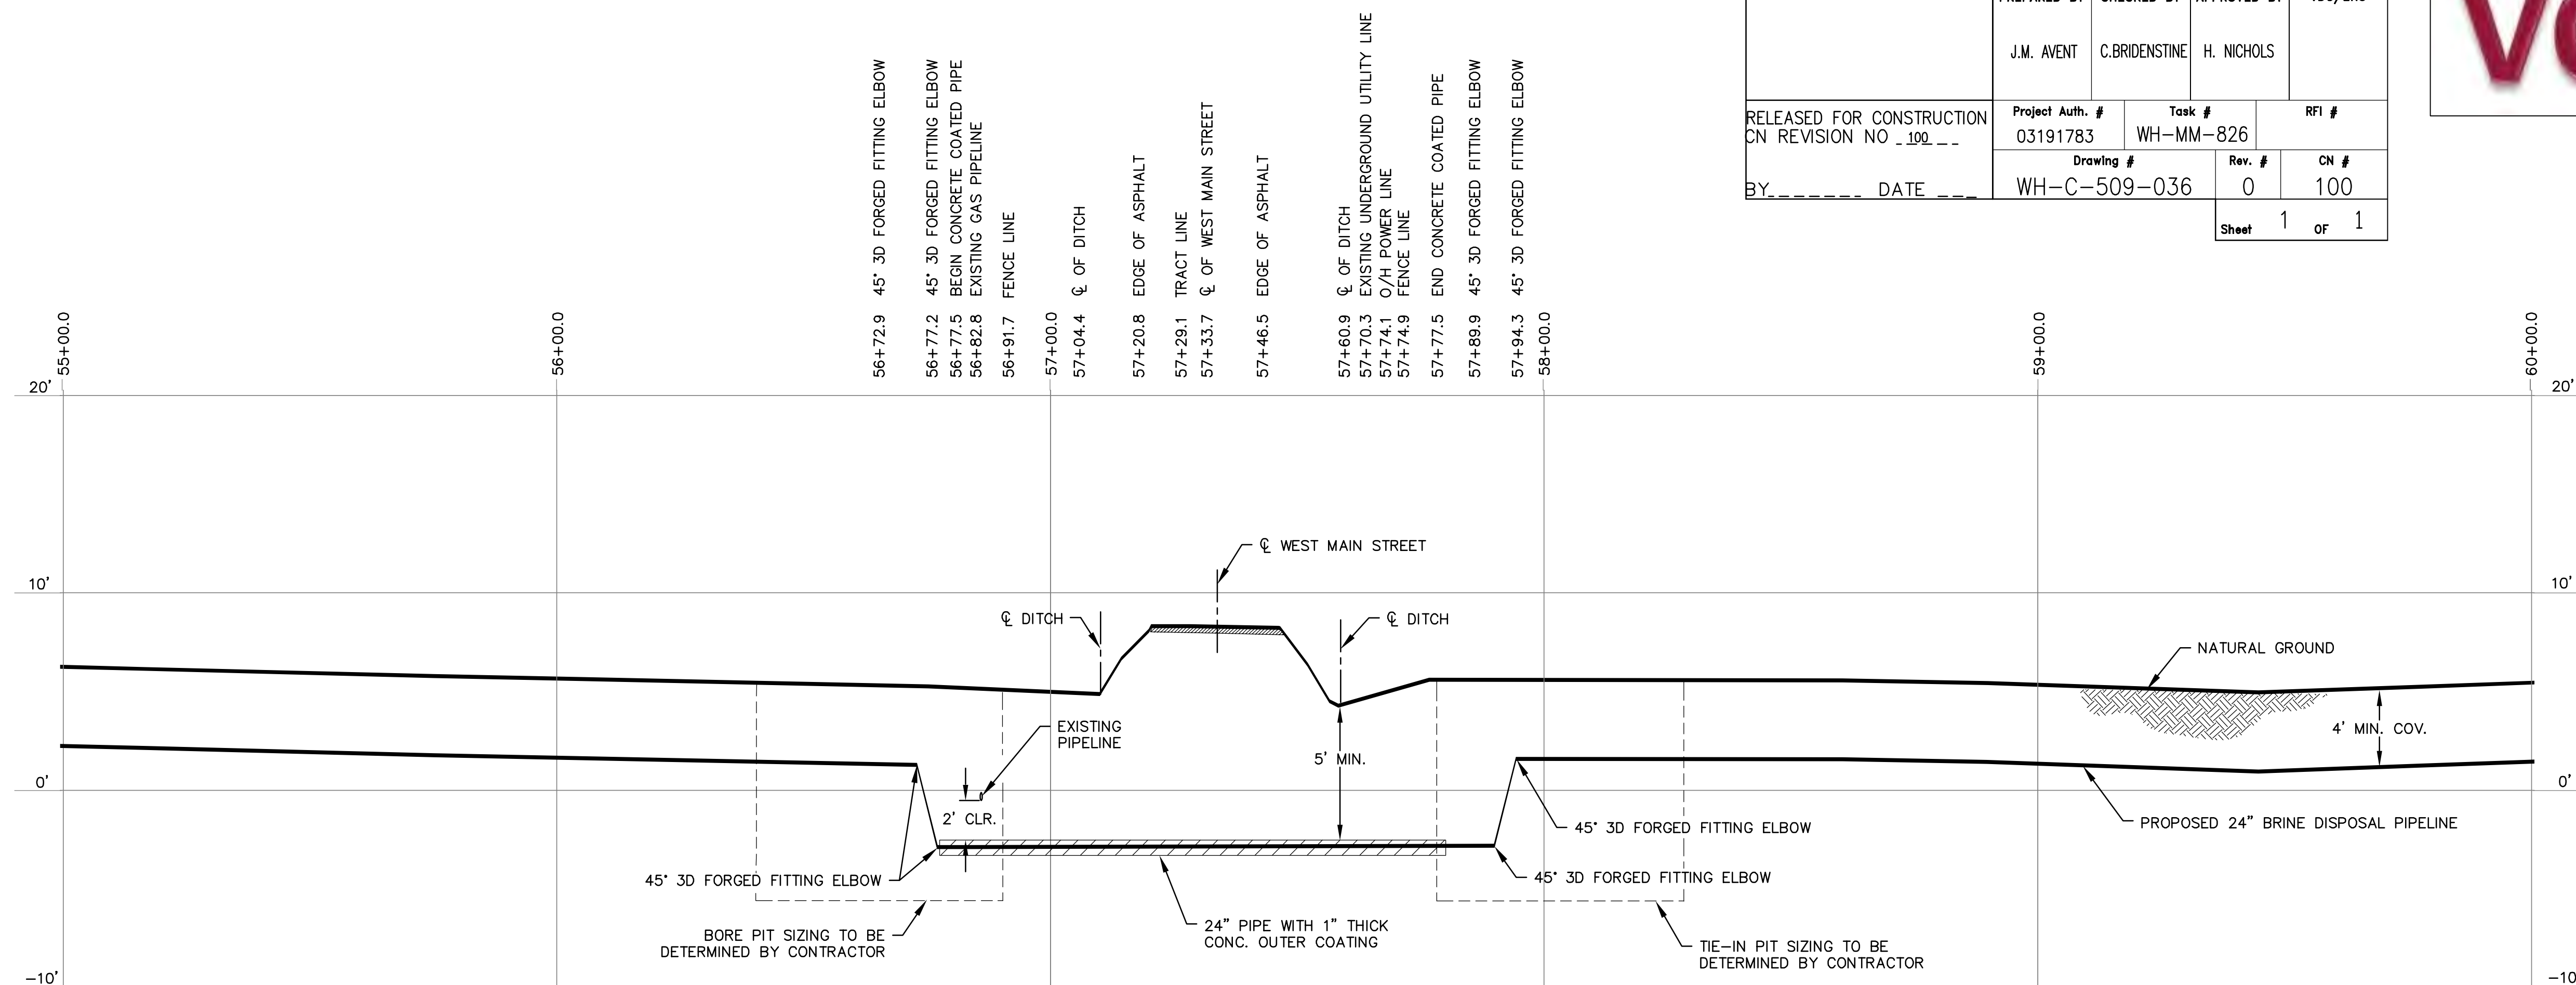 J.M. AVENT
C.BRIDENSTINE
H. NICHOLS
RELEASED FOR CONSTRUCTION
CN REVISION NO 100
BY DATE
Project Auth. #
03191783
Task #
WH-MM-826
RFI #
Drawing #
WH-C-509-036
Rev. #
0
CN #
100
Sheet 1 OF 1
55+00.0
56+00.0
56+72.9 45° 3D FORGED FITTING ELBOW
56+77.2 45° 3D FORGED FITTING ELBOW
56+77.5 BEGIN CONCRETE COATED PIPE
56+82.8 EXISTING GAS PIPELINE
56+91.7 FENCE LINE
57+00.0
57+04.4 ℄ OF DITCH
57+20.8 EDGE OF ASPHALT
57+29.1 TRACT LINE
57+33.7 ℄ OF WEST MAIN STREET
57+46.5 EDGE OF ASPHALT
57+60.9 ℄ OF DITCH
57+70.3 EXISTING UNDERGROUND UTILITY LINE
57+74.1 O/H POWER LINE
57+74.9 FENCE LINE
57+77.5 END CONCRETE COATED PIPE
57+89.9 45° 3D FORGED FITTING ELBOW
57+94.3 45° 3D FORGED FITTING ELBOW
58+00.0
59+00.0
60+00.0
20'
20'
℄ WEST MAIN STREET
10'
10'
℄ DITCH
℄ DITCH
NATURAL GROUND
EXISTING
PIPELINE
5' MIN.
4' MIN. COV.
0'
0'
2' CLR.
45° 3D FORGED FITTING ELBOW
PROPOSED 24" BRINE DISPOSAL PIPELINE
45° 3D FORGED FITTING ELBOW
45° 3D FORGED FITTING ELBOW
24" PIPE WITH 1" THICK
CONC. OUTER COATING
BORE PIT SIZING TO BE
DETERMINED BY CONTRACTOR
TIE-IN PIT SIZING TO BE
DETERMINED BY CONTRACTOR
-10'
-10